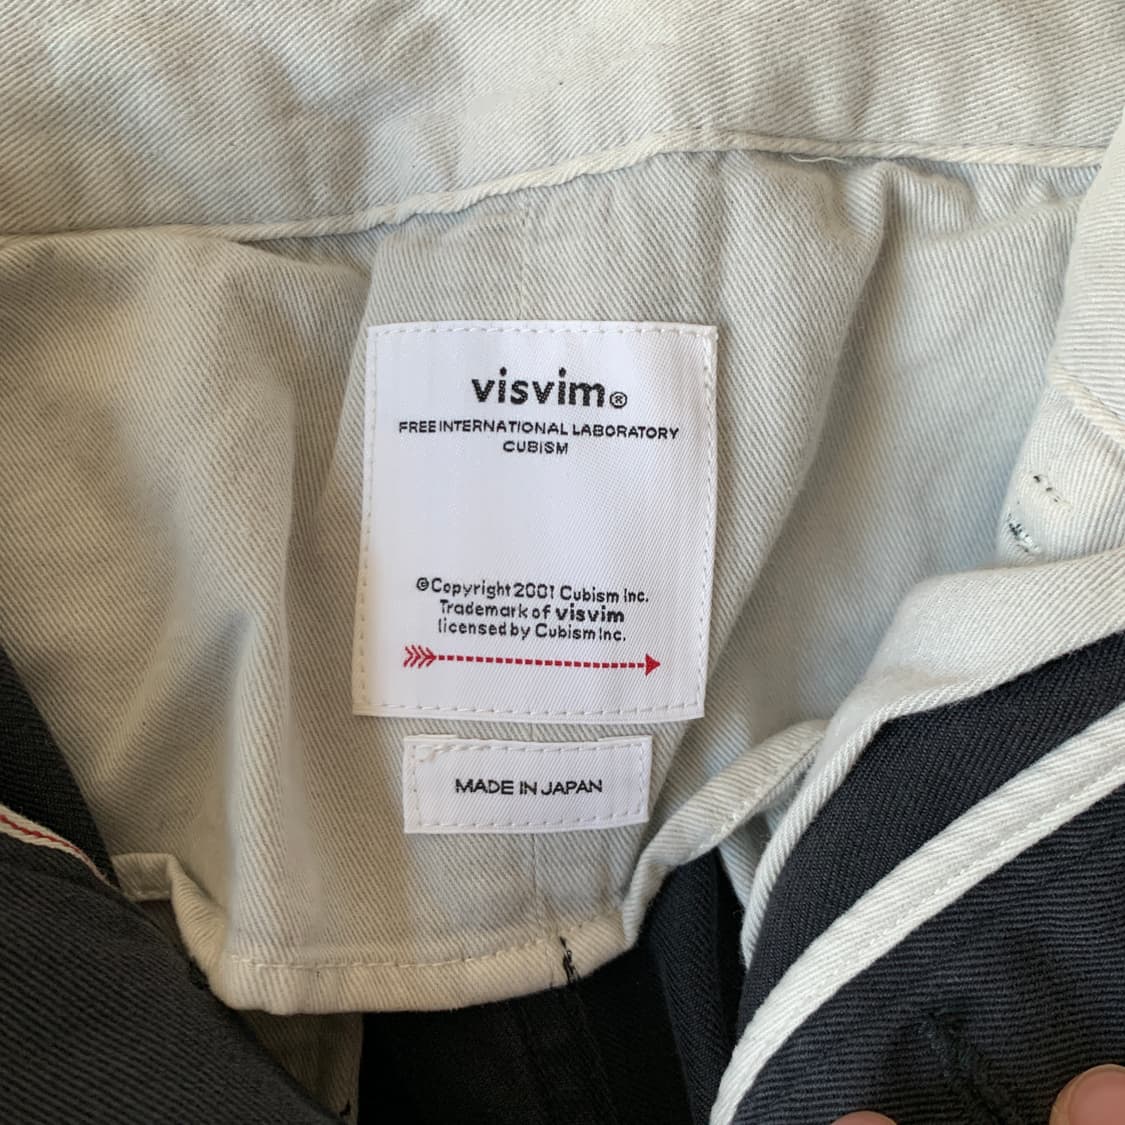 visvim®
FREE INTERNATIONAL LABORATORY
CUBISM
©Copyright 2001 Cubism Inc.
Trademark of visvim
licensed by Cubism Inc.
MADE IN JAPAN